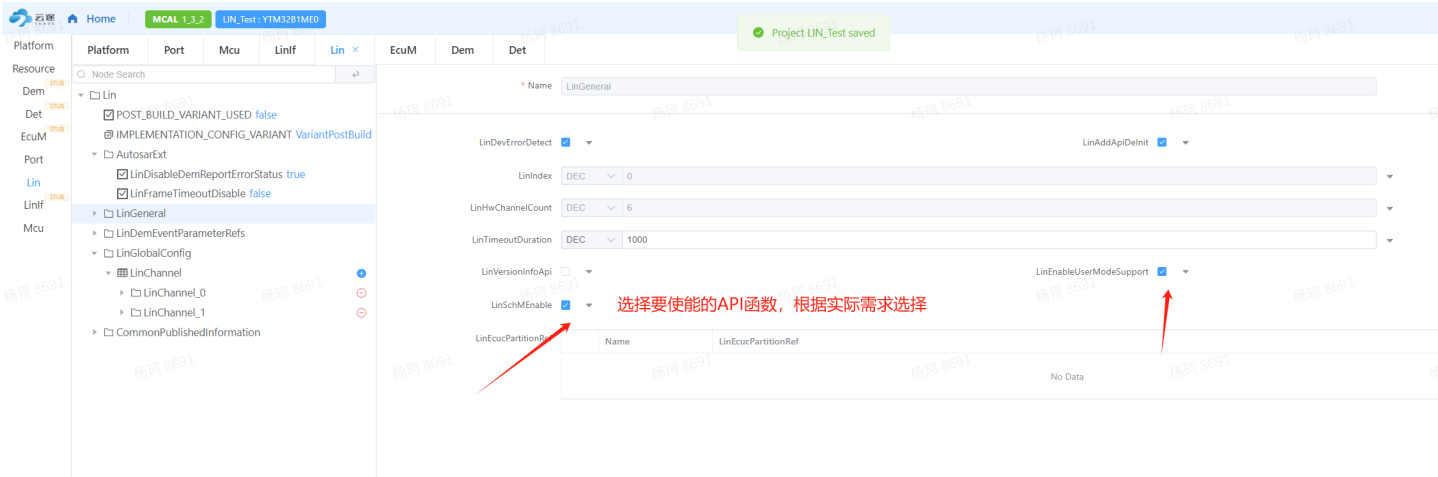 云途
Home
MCAL 1_3_2
LIN_Test : YTM32B1ME0
Project LIN_Test saved
Platform
Resource
Dem
STUB
Det
STUB
EcuM
STUB
Port
Lin
LinIf
STUB
Mcu
Platform
Port
Mcu
LinIf
Lin
EcuM
Dem
Det
Node Search
Lin
POST_BUILD_VARIANT_USED false
IMPLEMENTATION_CONFIG_VARIANT VariantPostBuild
AutosarExt
LinDisableDemReportErrorStatus true
LinFrameTimeoutDisable false
LinGeneral
LinDemEventParameterRefs
LinGlobalConfig
LinChannel
LinChannel_0
LinChannel_1
CommonPublishedInformation
* Name LinGeneral
LinDevErrorDetect
LinAddApiDeInit
LinIndex DEC 0
LinHwChannelCount DEC 6
LinTimeoutDuration DEC 1000
LinVersionInfoApi
LinEnableUserModeSupport
LinSchMEnable
选择要使能的API函数，根据实际需求选择
LinEcucPartitionRef
Name
LinEcucPartitionRef
No Data
杨珂 8691